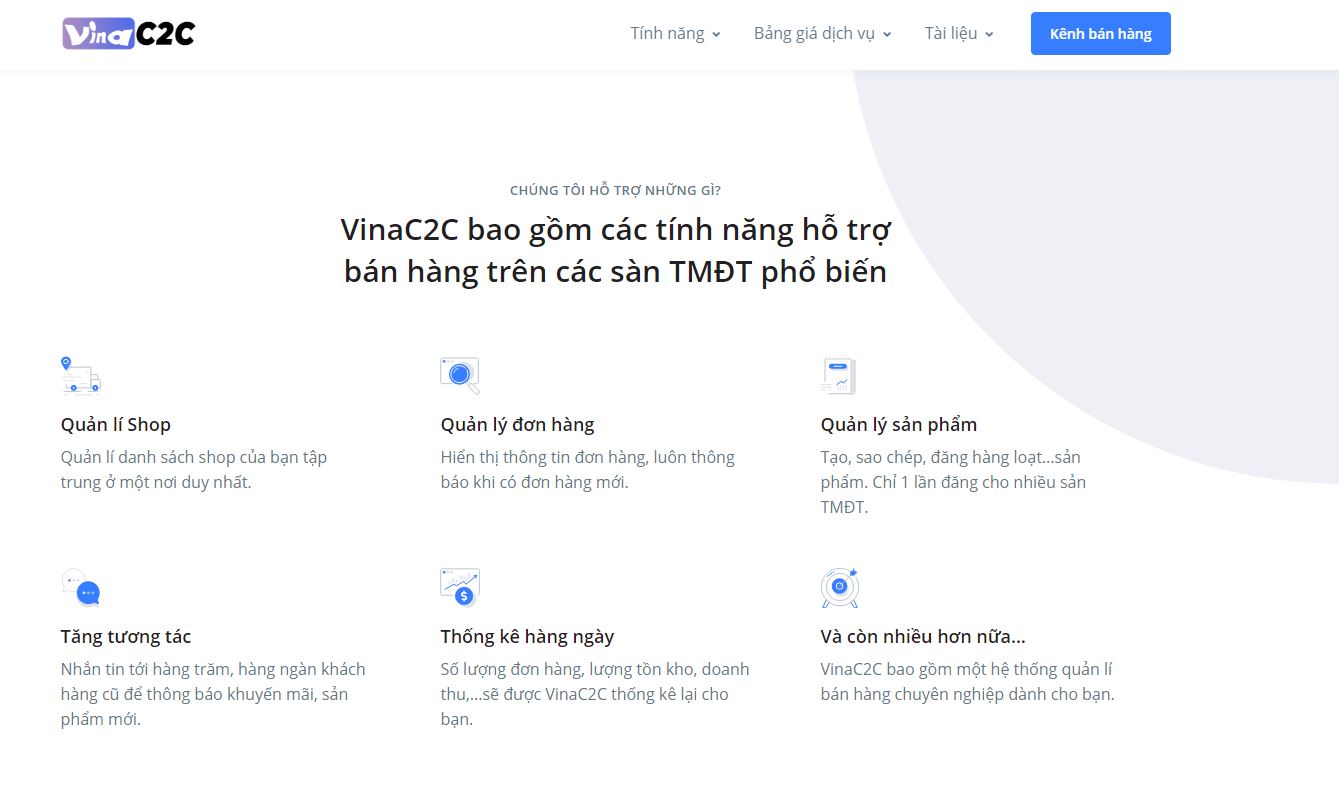 VinaC2C
Tính năng
Bảng giá dịch vụ
Tài liệu
Kênh bán hàng
CHÚNG TÔI HỖ TRỢ NHỮNG GÌ?
VinaC2C bao gồm các tính năng hỗ trợ
bán hàng trên các sàn TMĐT phổ biến
Quản lí Shop
Quản lí danh sách shop của bạn tập
trung ở một nơi duy nhất.
Quản lý đơn hàng
Hiển thị thông tin đơn hàng, luôn thông
báo khi có đơn hàng mới.
Quản lý sản phẩm
Tạo, sao chép, đăng hàng loạt...sản
phẩm. Chỉ 1 lần đăng cho nhiều sản
TMĐT.
Tăng tương tác
Nhắn tin tới hàng trăm, hàng ngàn khách
hàng cũ để thông báo khuyến mãi, sản
phẩm mới.
Thống kê hàng ngày
Số lượng đơn hàng, lượng tồn kho, doanh
thu,...sẽ được VinaC2C thống kê lại cho
bạn.
Và còn nhiều hơn nữa...
VinaC2C bao gồm một hệ thống quản lí
bán hàng chuyên nghiệp dành cho bạn.